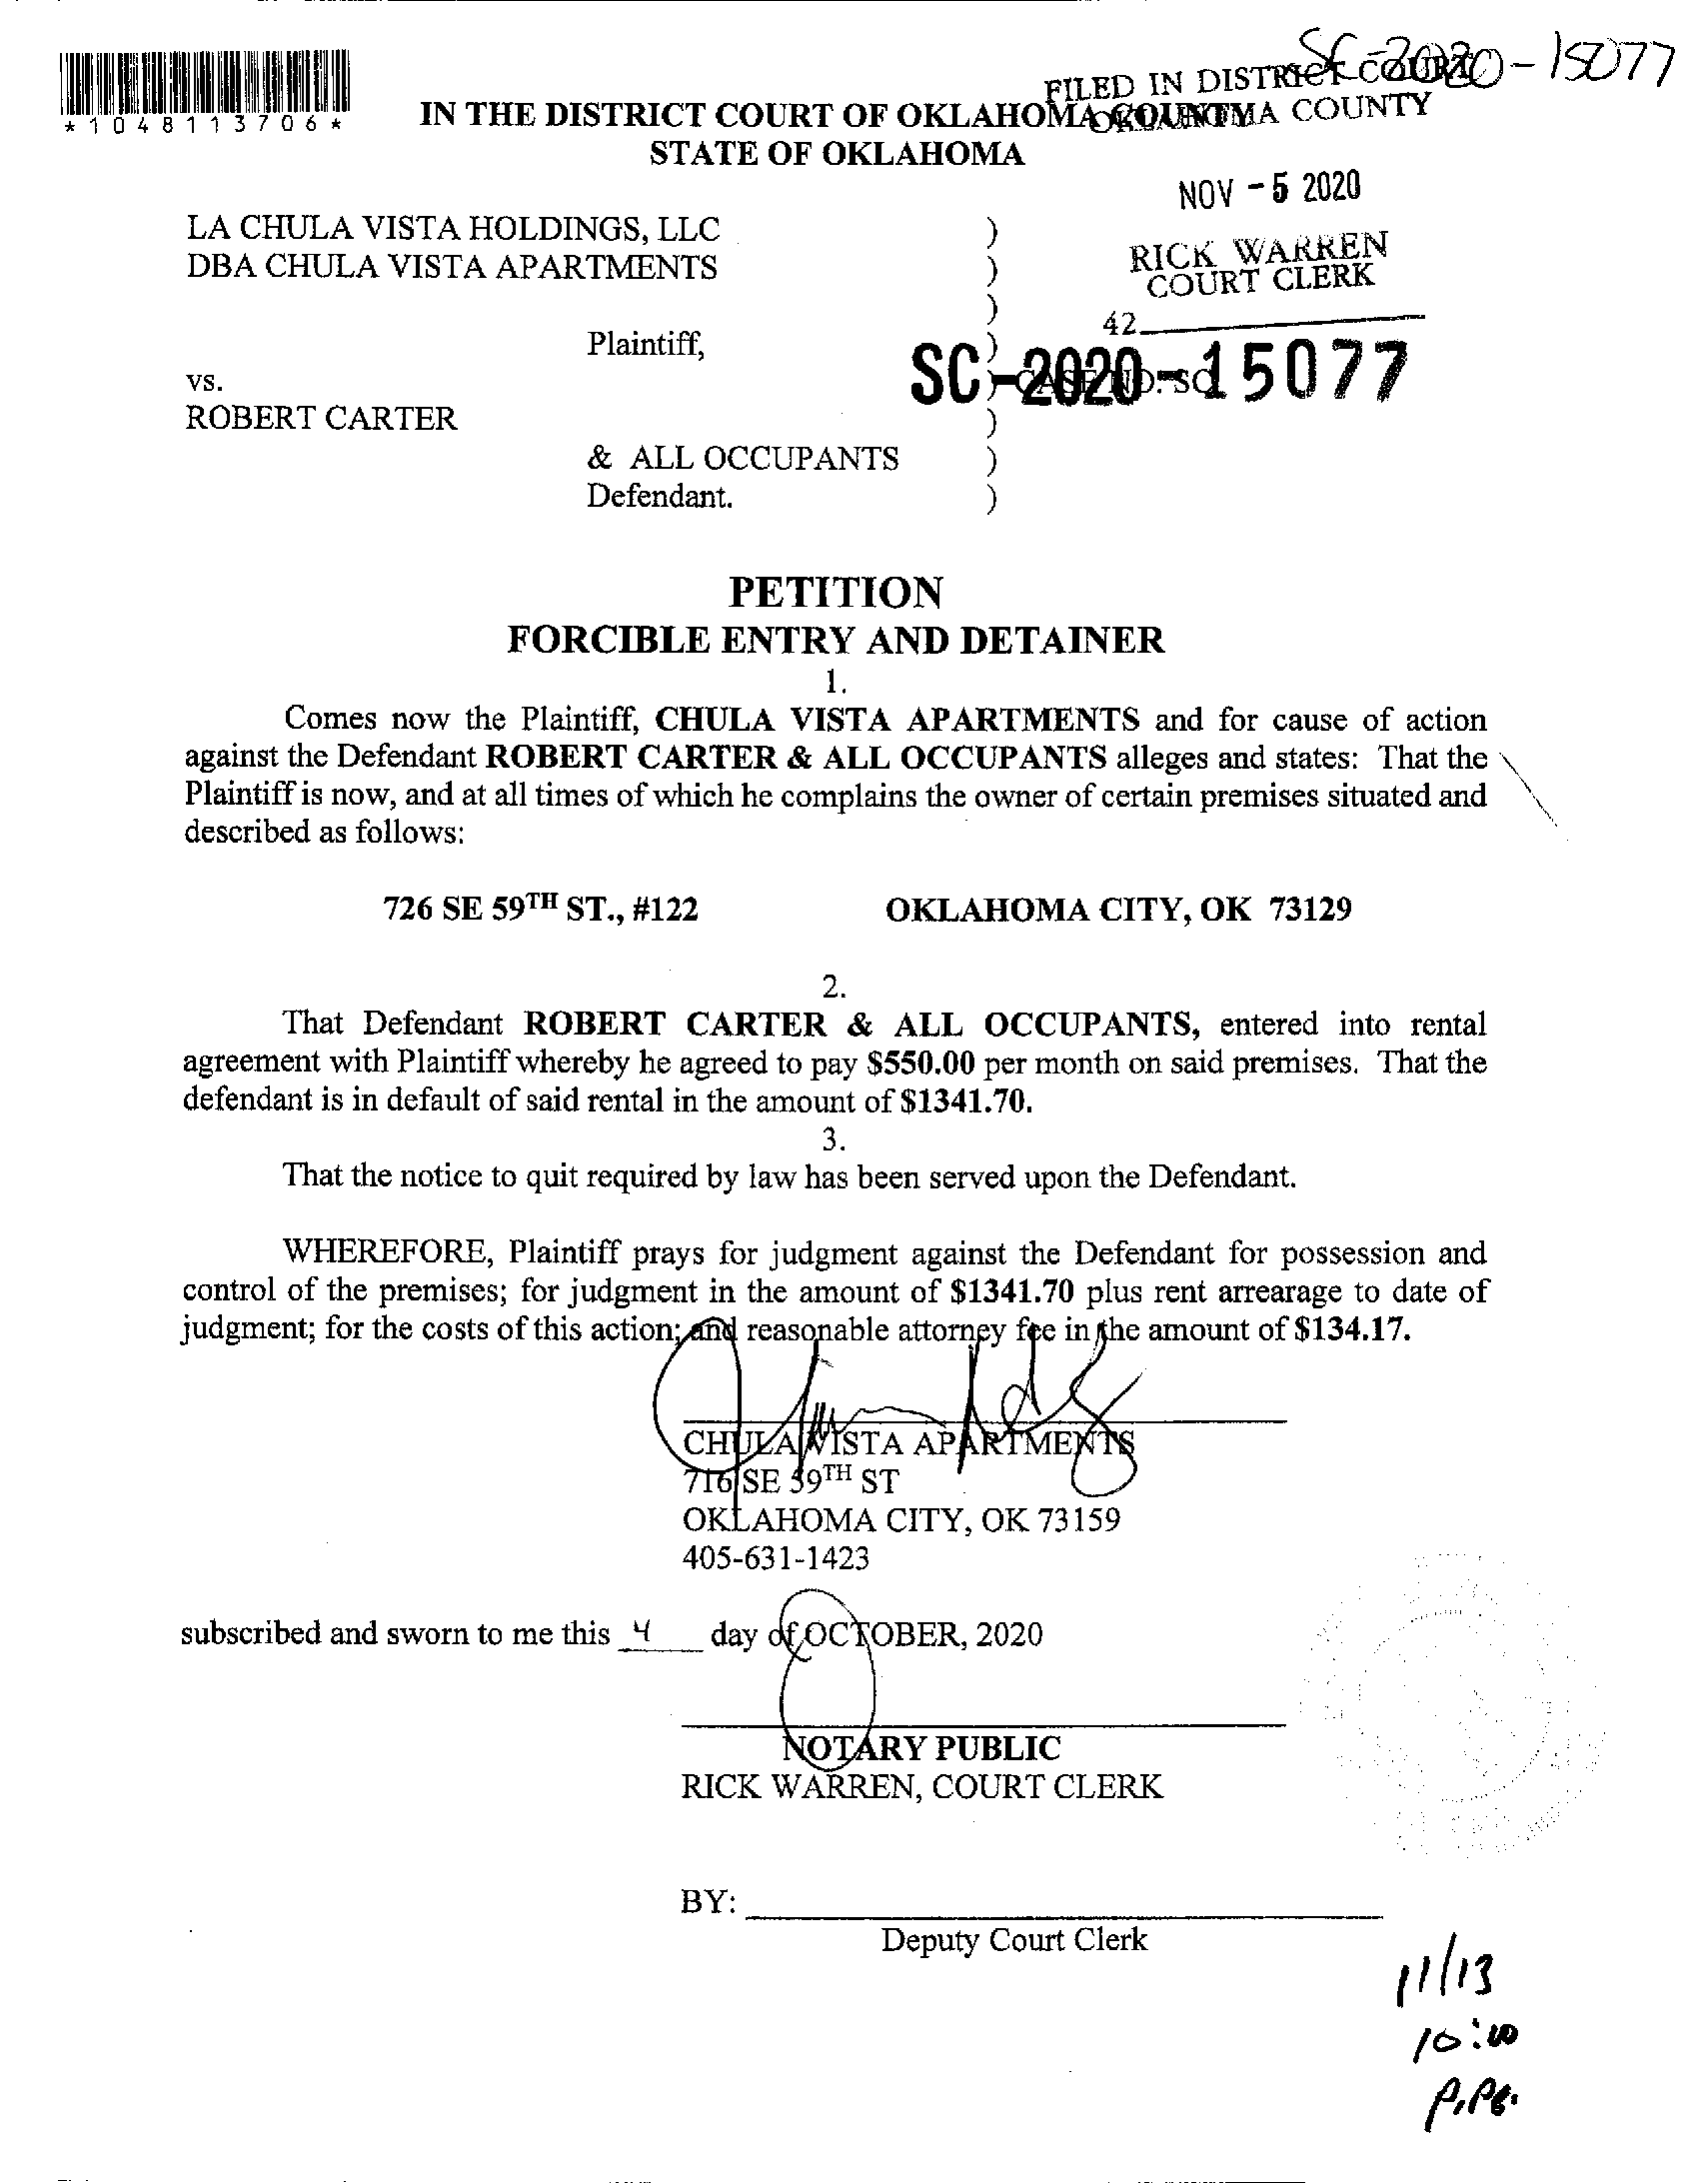 SC-2020-15077
*1048113706*
FILED IN DISTRICT COURT
OKLAHOMA COUNTY
IN THE DISTRICT COURT OF OKLAHOMA COUNTY
STATE OF OKLAHOMA
NOV - 5 2020
LA CHULA VISTA HOLDINGS, LLC )
DBA CHULA VISTA APARTMENTS )
)
RICK WARREN
COURT CLERK
42
Plaintiff, )
vs. ) CASE NO. SC
SC-2020-15077
ROBERT CARTER )
& ALL OCCUPANTS )
Defendant. )
PETITION
FORCIBLE ENTRY AND DETAINER
1.
Comes now the Plaintiff, CHULA VISTA APARTMENTS and for cause of action
against the Defendant ROBERT CARTER & ALL OCCUPANTS alleges and states: That the
Plaintiff is now, and at all times of which he complains the owner of certain premises situated and
described as follows:
726 SE 59TH ST., #122 OKLAHOMA CITY, OK 73129
2.
That Defendant ROBERT CARTER & ALL OCCUPANTS, entered into rental
agreement with Plaintiff whereby he agreed to pay $550.00 per month on said premises. That the
defendant is in default of said rental in the amount of $1341.70.
3.
That the notice to quit required by law has been served upon the Defendant.
WHEREFORE, Plaintiff prays for judgment against the Defendant for possession and
control of the premises; for judgment in the amount of $1341.70 plus rent arrearage to date of
judgment; for the costs of this action; and reasonable attorney fee in the amount of $134.17.
CHULA VISTA APARTMENTS
716 SE 59TH ST
OKLAHOMA CITY, OK 73159
405-631-1423
subscribed and sworn to me this 4 day of OCTOBER, 2020
NOTARY PUBLIC
RICK WARREN, COURT CLERK
BY:
Deputy Court Clerk
11/13
10:00